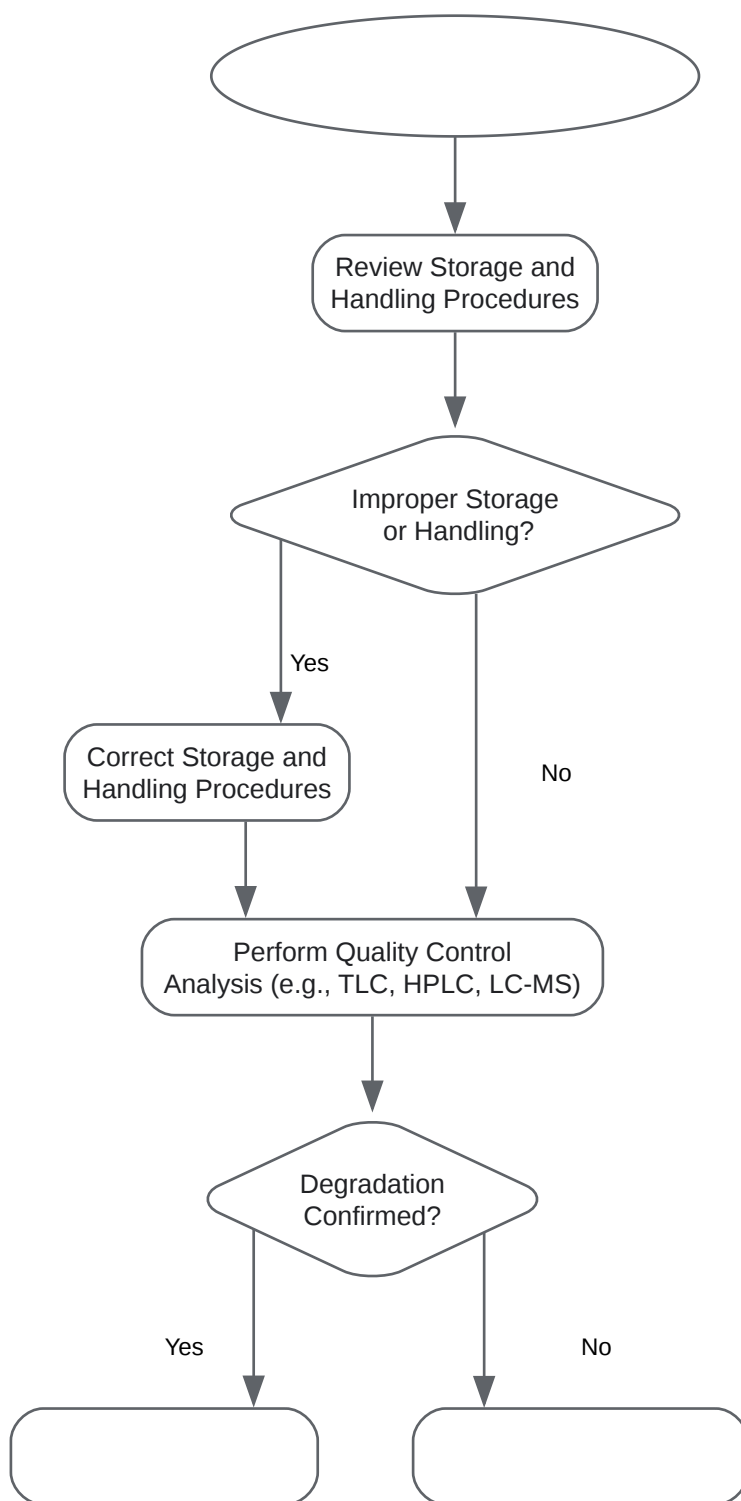 Review Storage and
Handling Procedures
Improper Storage
or Handling?
Yes
Correct Storage and
Handling Procedures
No
Perform Quality Control
Analysis (e.g., TLC, HPLC, LC-MS)
Degradation
Confirmed?
Yes
No